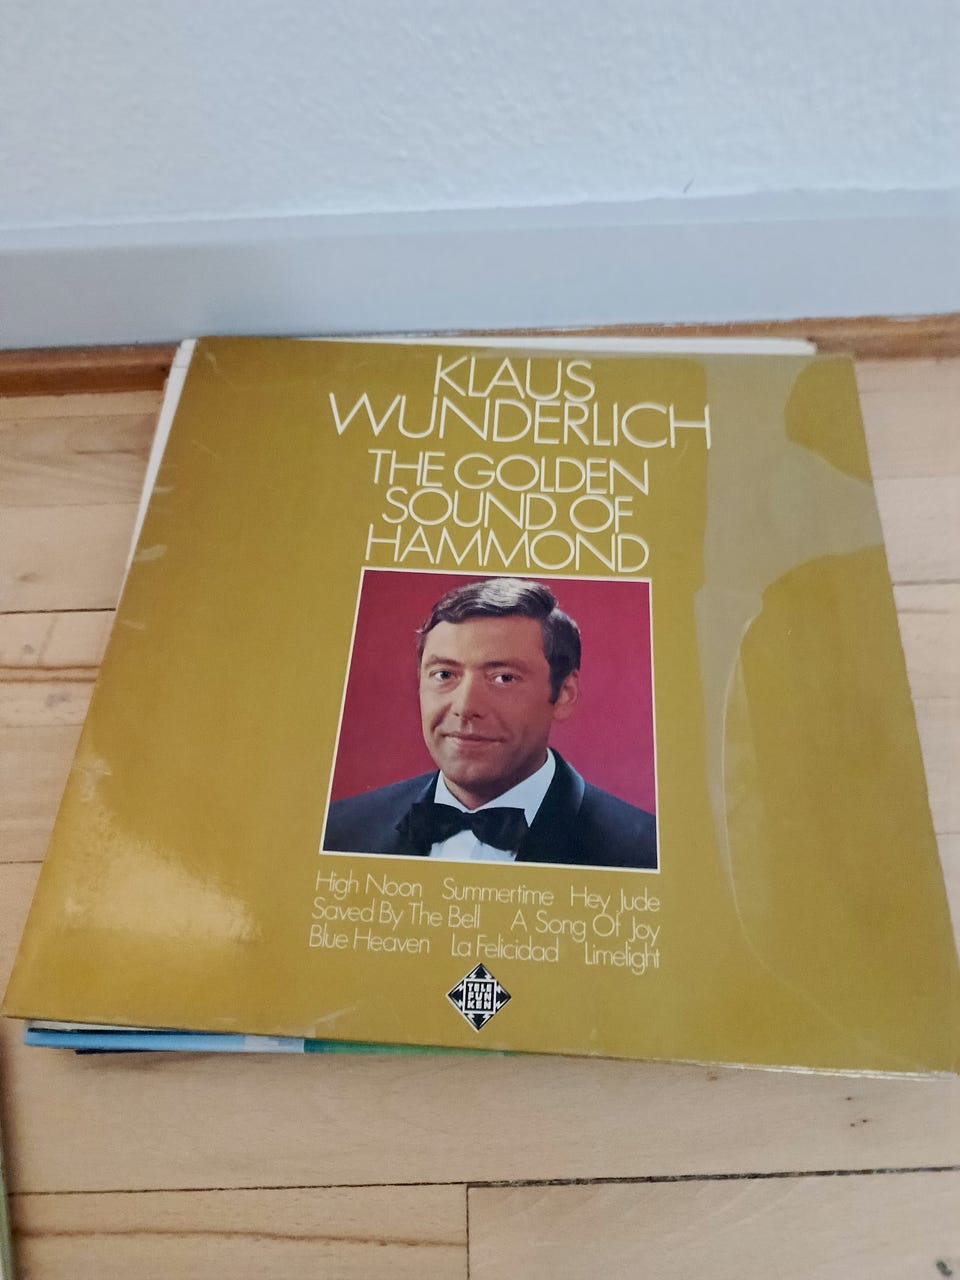 KLAUS
WUNDERLICH
THE GOLDEN
SOUND OF
HAMMOND
High Noon Summertime Hey Jude
Saved By The Bell A Song Of Joy
Blue Heaven La Felicidad Limelight
TELE
FUN
KEN